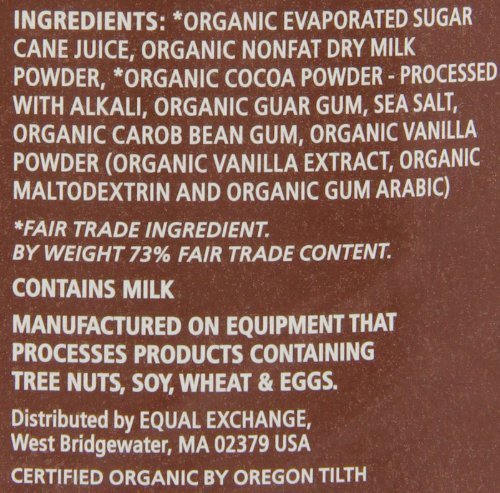 INGREDIENTS: *ORGANIC EVAPORATED SUGAR
CANE JUICE, ORGANIC NONFAT DRY MILK
POWDER, *ORGANIC COCOA POWDER - PROCESSED
WITH ALKALI, ORGANIC GUAR GUM, SEA SALT,
ORGANIC CAROB BEAN GUM, ORGANIC VANILLA
POWDER (ORGANIC VANILLA EXTRACT, ORGANIC
MALTODEXTRIN AND ORGANIC GUM ARABIC)
*FAIR TRADE INGREDIENT.
BY WEIGHT 73% FAIR TRADE CONTENT.
CONTAINS MILK
MANUFACTURED ON EQUIPMENT THAT
PROCESSES PRODUCTS CONTAINING
TREE NUTS, SOY, WHEAT & EGGS.
Distributed by EQUAL EXCHANGE,
West Bridgewater, MA 02379 USA
CERTIFIED ORGANIC BY OREGON TILTH